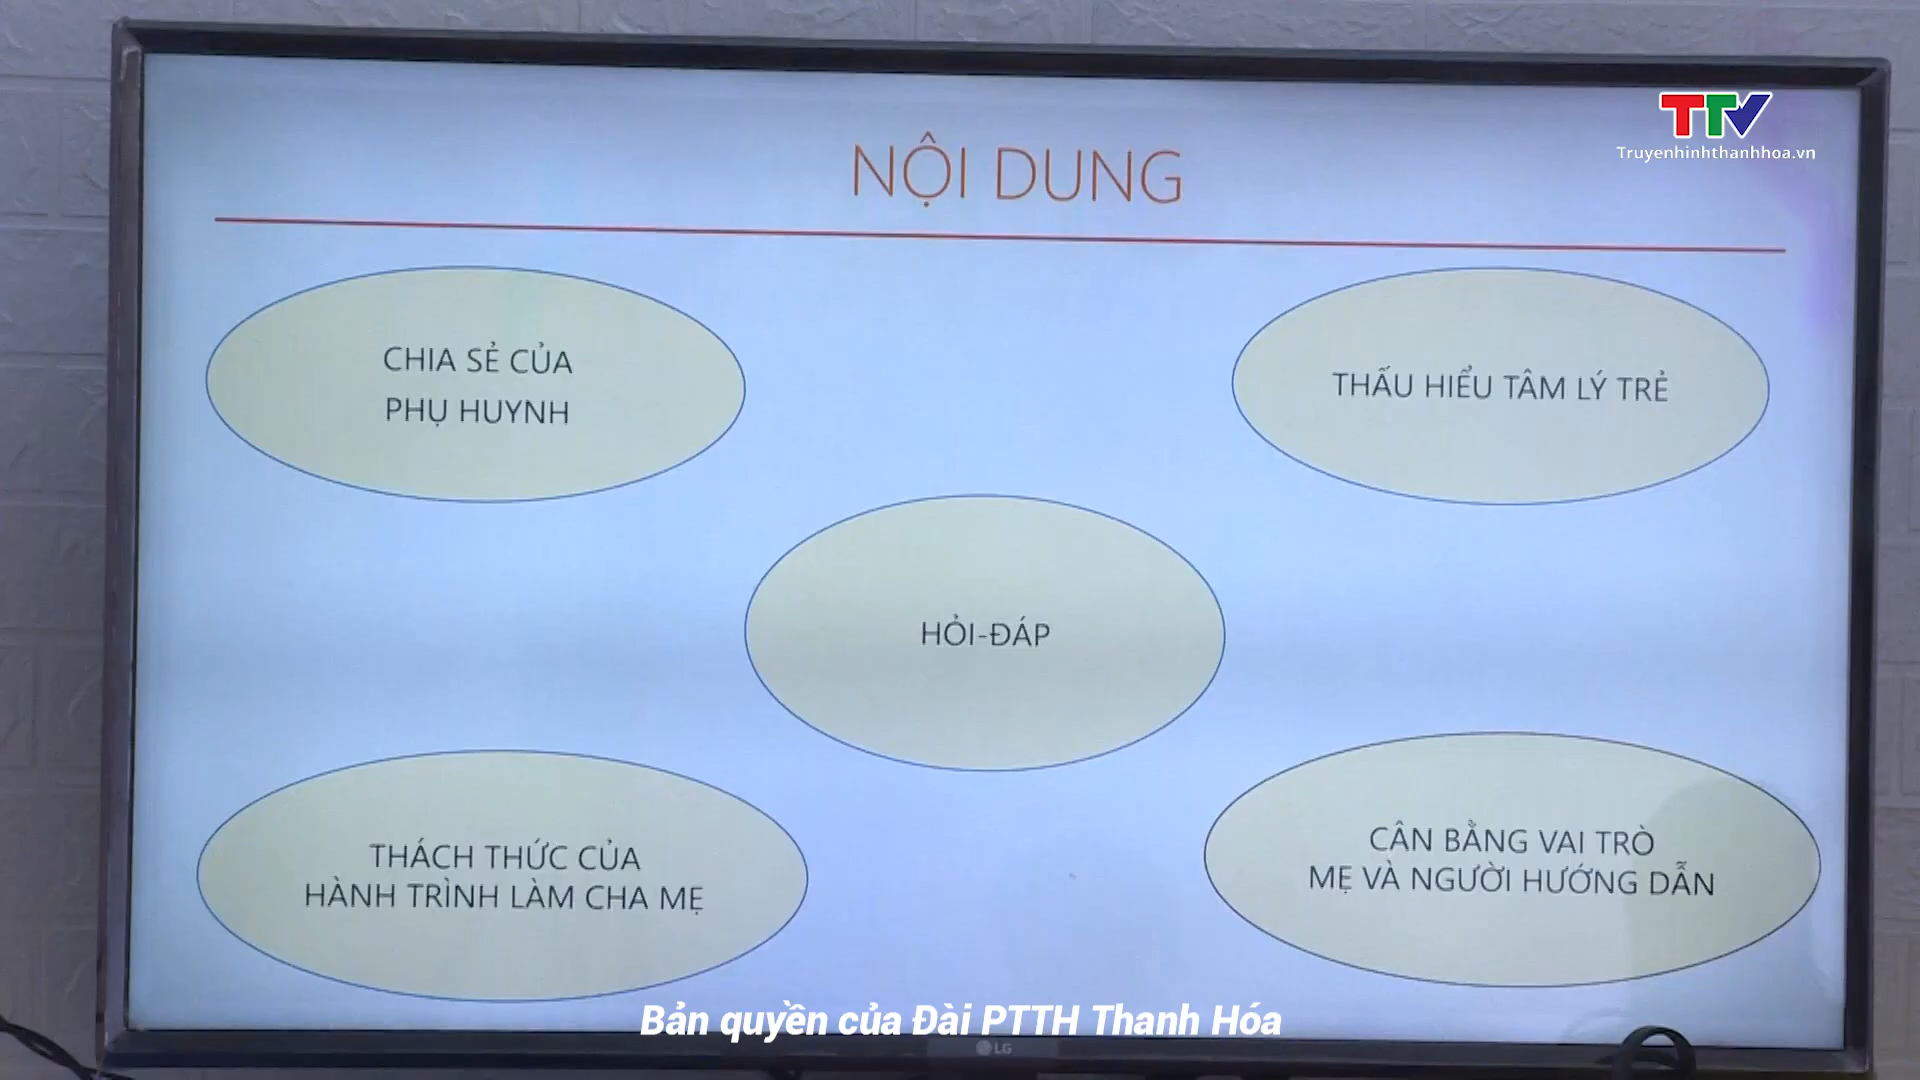 TTV
Truyenhinhthanhhoa.vn
NỘI DUNG
CHIA SẺ CỦA
PHỤ HUYNH
THẤU HIỂU TÂM LÝ TRẺ
HỎI-ĐÁP
THÁCH THỨC CỦA
HÀNH TRÌNH LÀM CHA MẸ
CÂN BẰNG VAI TRÒ
MẸ VÀ NGƯỜI HƯỚNG DẪN
Bản quyền của Đài PTTH Thanh Hóa
LG